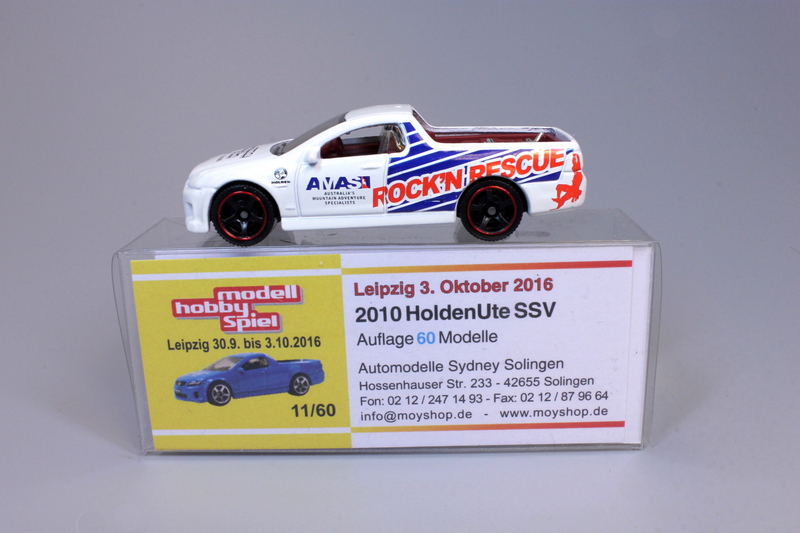 HOLDEN
AMAS
AUSTRALIA'S
MOUNTAIN ADVENTURE
SPECIALISTS
ROCK'N RESCUE
modell
hobby
spiel
Leipzig 30.9. bis 3.10.2016
11/60
Leipzig 3. Oktober 2016
2010 HoldenUte SSV
Auflage 60 Modelle
Automodelle Sydney Solingen
Hossenhauser Str. 233 - 42655 Solingen
Fon: 02 12 / 247 14 93 - Fax: 02 12 / 87 96 64
info@moyshop.de - www.moyshop.de